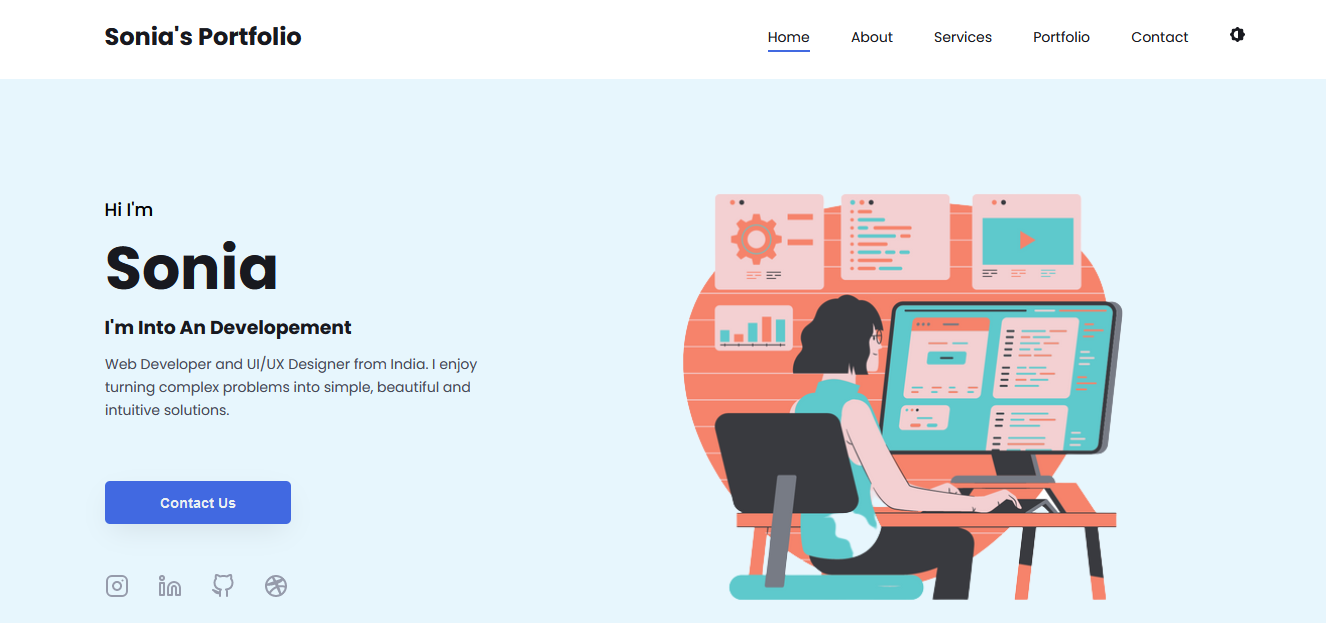 Sonia's Portfolio
Home About Services Portfolio Contact
Hi I'm
Sonia
I'm Into An Developement
Web Developer and UI/UX Designer from India. I enjoy
turning complex problems into simple, beautiful and
intuitive solutions.
Contact Us